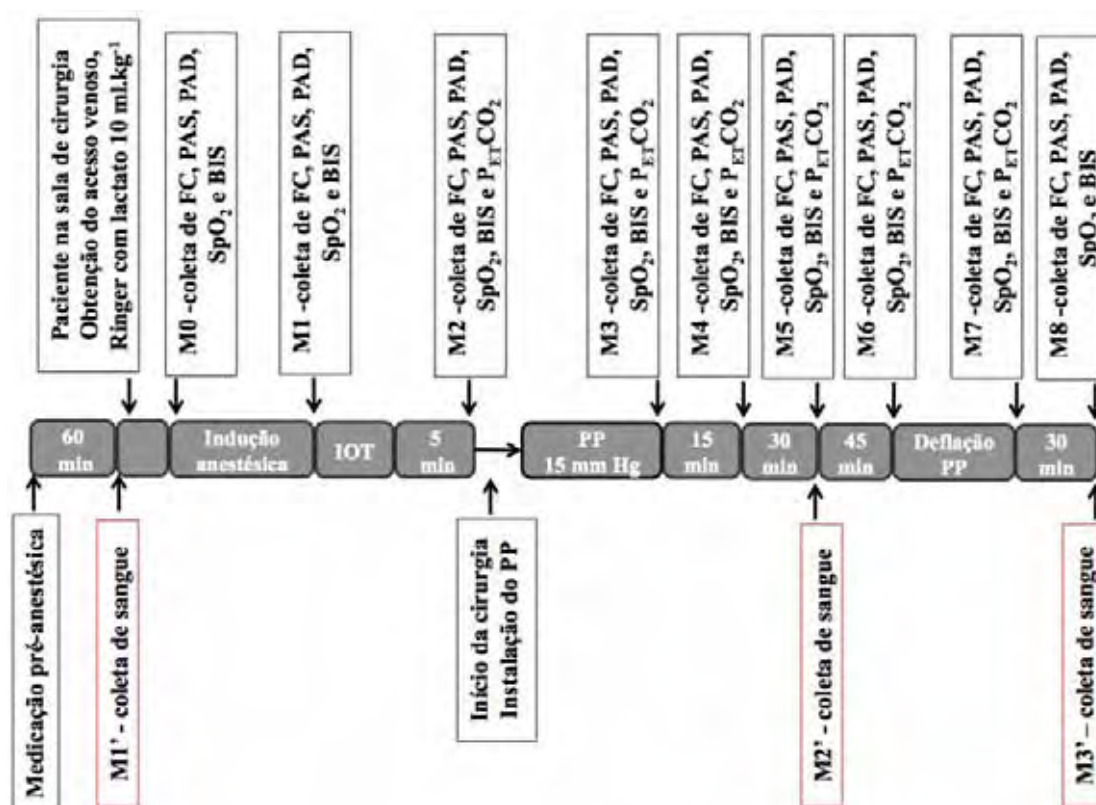 Paciente na sala de cirurgia
Obtenção do acesso venoso,
Ringer com lactato 10 ml.kg⁻¹
M0 -coleta de FC, PAS, PAD,
SpO₂ e BIS
M1 -coleta de FC, PAS, PAD,
SpO₂ e BIS
M2 -coleta de FC, PAS, PAD,
SpO₂, BIS e P_ETCO₂
M3 -coleta de FC, PAS, PAD,
SpO₂, BIS e P_ETCO₂
M4 -coleta de FC, PAS, PAD,
SpO₂, BIS e P_ETCO₂
M5 -coleta de FC, PAS, PAD,
SpO₂, BIS e P_ETCO₂
M6 -coleta de FC, PAS, PAD,
SpO₂, BIS e P_ETCO₂
M7 -coleta de FC, PAS, PAD,
SpO₂, BIS e P_ETCO₂
M8 -coleta de FC, PAS, PAD,
SpO₂ e BIS
60
min
Indução
anestésica
IOT
5
min
PP
15 mm Hg
15
min
30
min
45
min
Deflação
PP
30
min
Medicação pré-anestésica
M1’ - coleta de sangue
Início da cirurgia
Instalação do PP
M2’ - coleta de sangue
M3’ – coleta de sangue